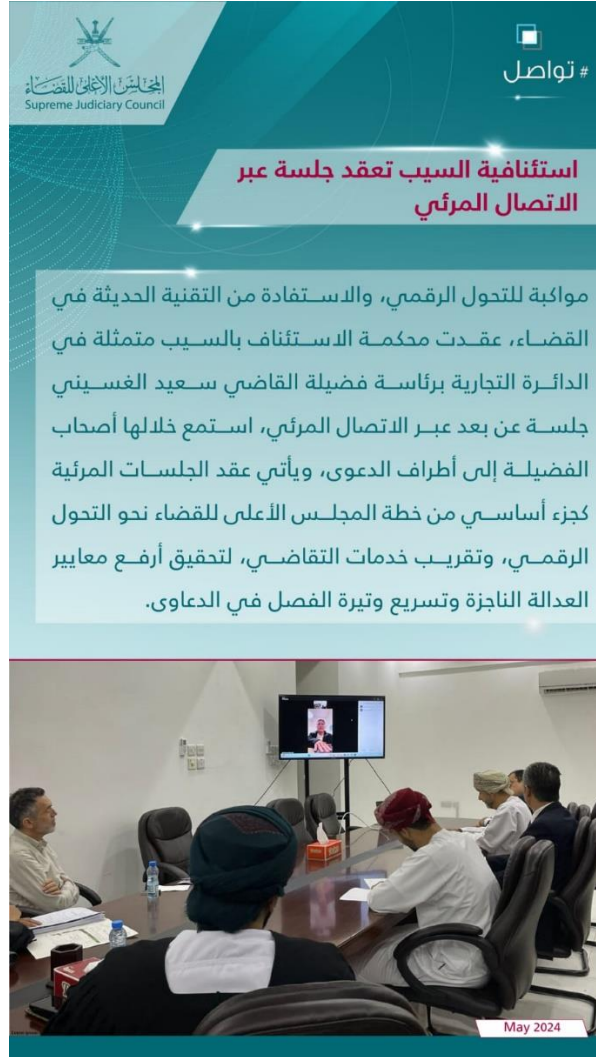 المجلس الأعلى للقضاء
Supreme Judiciary Council
# تواصل
استئنافية السيب تعقد جلسة عبر
الاتصال المرئي
مواكبة للتحول الرقمي، والاستفادة من التقنية الحديثة في
القضاء، عقدت محكمة الاستئناف بالسيب متمثلة في
الدائرة التجارية برئاسة فضيلة القاضي سعيد الغسيني
جلسة عن بعد عبر الاتصال المرئي، استمع خلالها أصحاب
الفضيلة إلى أطراف الدعوى، ويأتي عقد الجلسات المرئية
كجزء أساسي من خطة المجلس الأعلى للقضاء نحو التحول
الرقمي، وتقريب خدمات التقاضي، لتحقيق أرفع معايير
العدالة الناجزة وتسريع وتيرة الفصل في الدعاوى.
May 2024